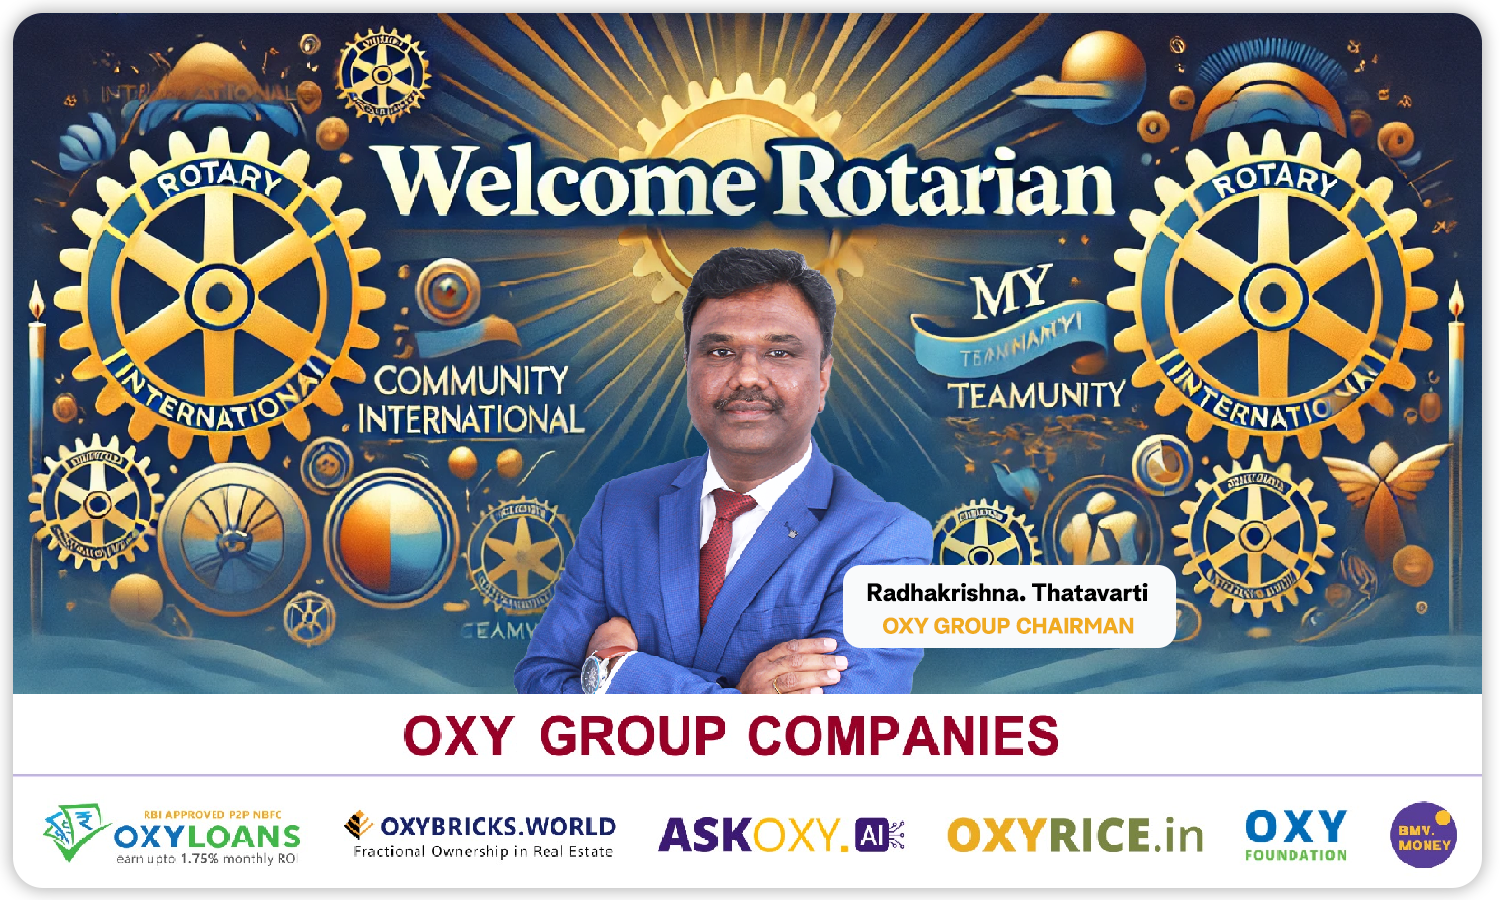 Welcome Rotarian
ROTARY
INTERNATIONAL
COMMUNITY
INTERNATIONAL
MY
TEAMUNITY
ROTARY
Radhakrishna. Thatavarti
OXY GROUP CHAIRMAN
OXY GROUP COMPANIES
RBI APPROVED P2P NBFC
OXYLOANS
earn upto 1.75% monthly ROI
OXYBRICKS.WORLD
Fractional Ownership in Real Estate
ASKOXY.AI
OXYRICE.in
OXY
FOUNDATION
BMV.
MONEY